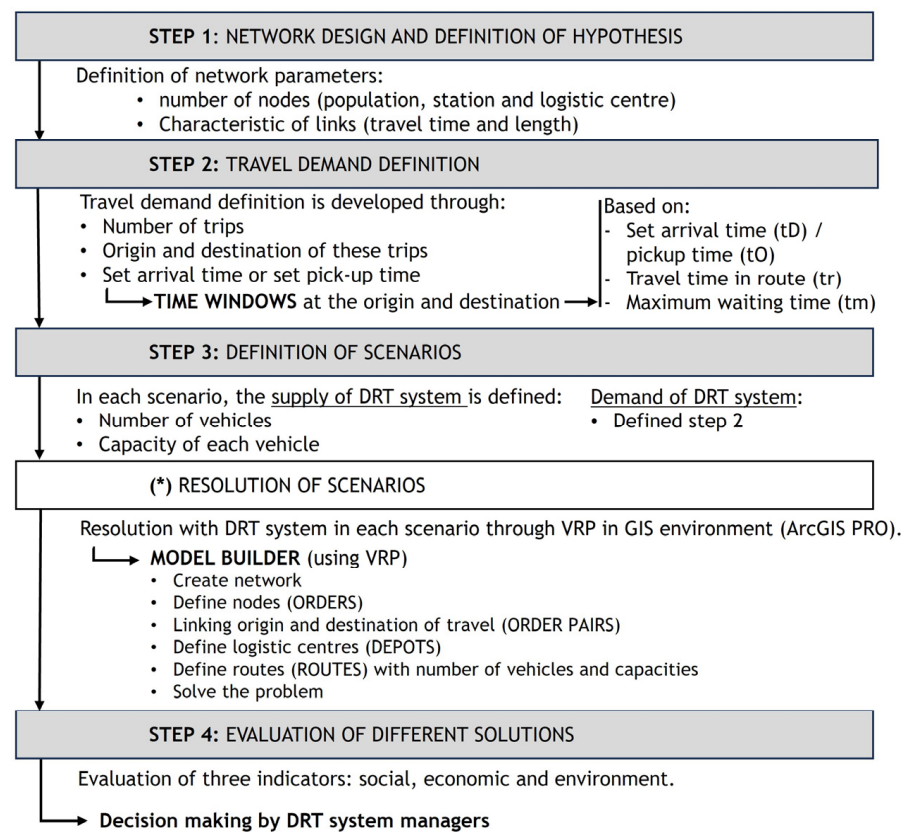 STEP 1: NETWORK DESIGN AND DEFINITION OF HYPOTHESIS
Definition of network parameters:
• number of nodes (population, station and logistic centre)
• Characteristic of links (travel time and length)
STEP 2: TRAVEL DEMAND DEFINITION
Travel demand definition is developed through:
• Number of trips
• Origin and destination of these trips
• Set arrival time or set pick-up time
TIME WINDOWS at the origin and destination
Based on:
- Set arrival time (tD) /
pickup time (tO)
- Travel time in route (tr)
- Maximum waiting time (tm)
STEP 3: DEFINITION OF SCENARIOS
In each scenario, the supply of DRT system is defined:
• Number of vehicles
• Capacity of each vehicle
Demand of DRT system:
• Defined step 2
(*) RESOLUTION OF SCENARIOS
Resolution with DRT system in each scenario through VRP in GIS environment (ArcGIS PRO).
MODEL BUILDER (using VRP)
• Create network
• Define nodes (ORDERS)
• Linking origin and destination of travel (ORDER PAIRS)
• Define logistic centres (DEPOTS)
• Define routes (ROUTES) with number of vehicles and capacities
• Solve the problem
STEP 4: EVALUATION OF DIFFERENT SOLUTIONS
Evaluation of three indicators: social, economic and environment.
Decision making by DRT system managers